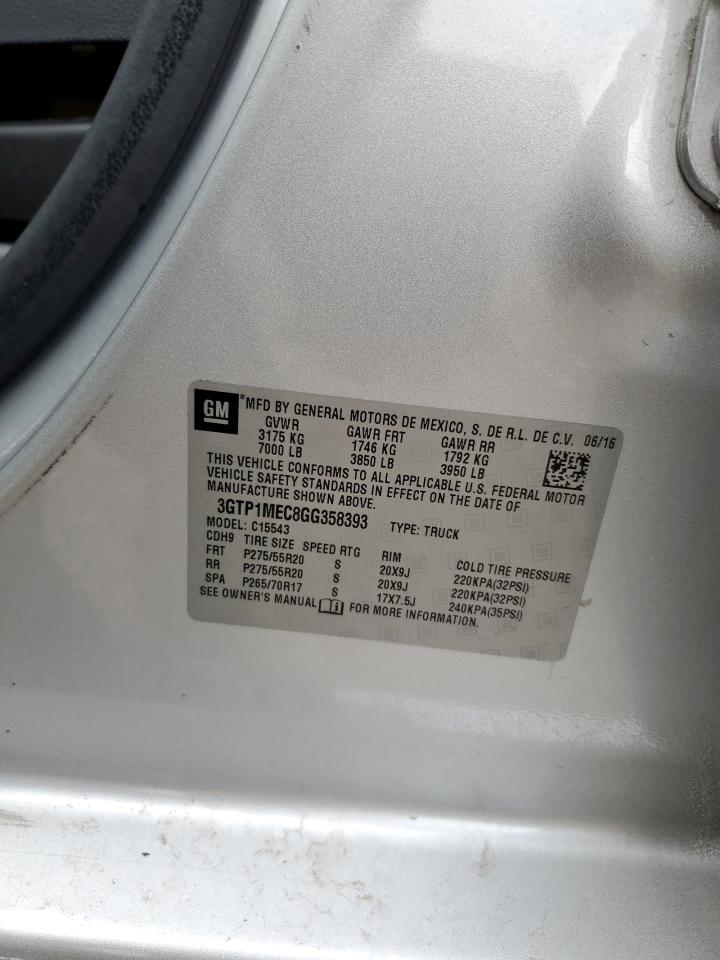 GM *MFD BY GENERAL MOTORS DE MEXICO, S. DE R.L. DE C.V. 06/16
GVWR GAWR FRT GAWR RR
3175 KG 1746 KG 1792 KG
7000 LB 3850 LB 3950 LB
THIS VEHICLE CONFORMS TO ALL APPLICABLE U.S. FEDERAL MOTOR
VEHICLE SAFETY STANDARDS IN EFFECT ON THE DATE OF
MANUFACTURE SHOWN ABOVE.
3GTP1MEC8GG358393 TYPE: TRUCK
MODEL: C15543
CDH9 TIRE SIZE SPEED RTG RIM COLD TIRE PRESSURE
FRT P275/55R20 S 20X9J 220KPA(32PSI)
RR P275/55R20 S 20X9J 220KPA(32PSI)
SPA P265/70R17 S 17X7.5J 240KPA(35PSI)
SEE OWNER'S MANUAL FOR MORE INFORMATION.